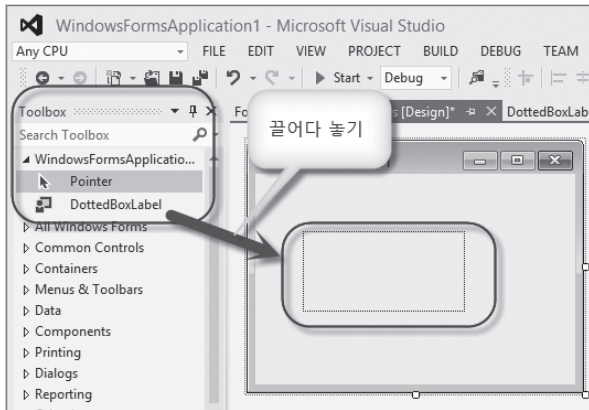 WindowsFormsApplication1 - Microsoft Visual Studio
Any CPU FILE EDIT VIEW PROJECT BUILD DEBUG TEAM
Start Debug
Toolbox
[Design]* DottedBoxLab
Search Toolbox
끌어다 놓기
WindowsFormsApplicatio...
Pointer
DottedBoxLabel
All Windows Forms
Common Controls
Containers
Menus & Toolbars
Data
Components
Printing
Dialogs
Reporting